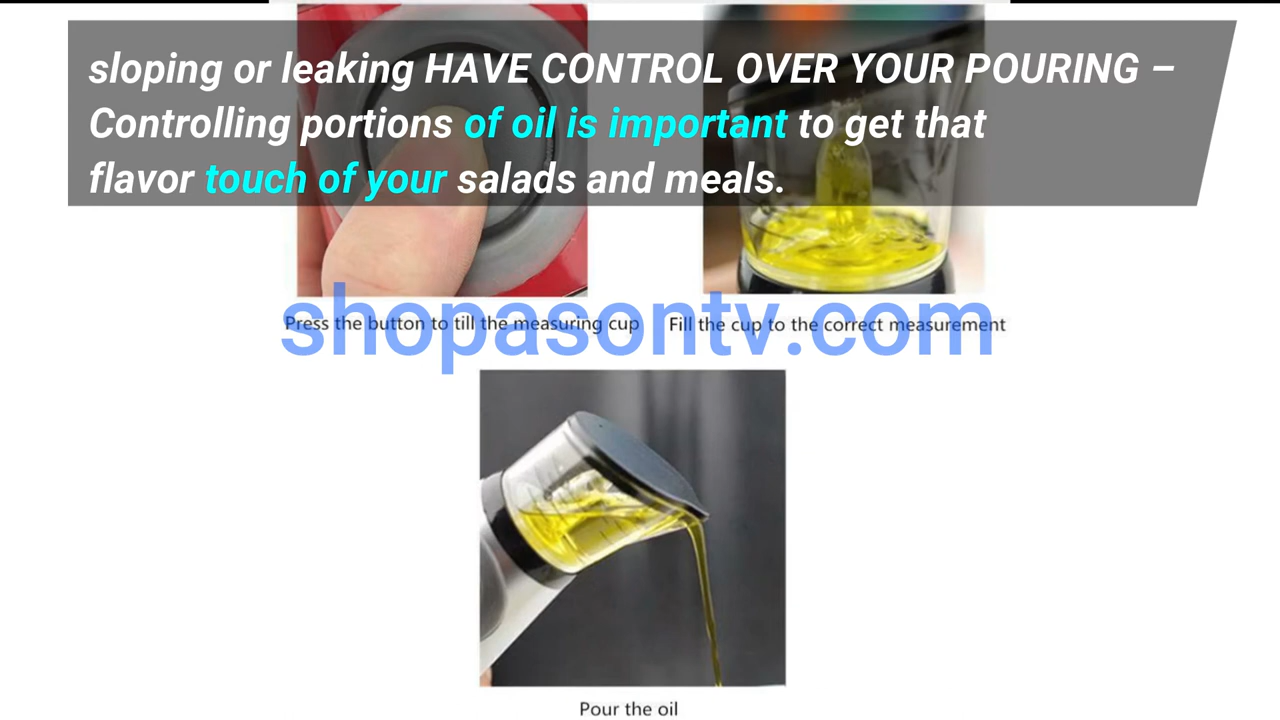 sloping or leaking HAVE CONTROL OVER YOUR POURING –
Controlling portions of oil is important to get that
flavor touch of your salads and meals.
shopasontv.com
Press the button to till the measuring cup
Fill the cup to the correct measurement
Pour the oil